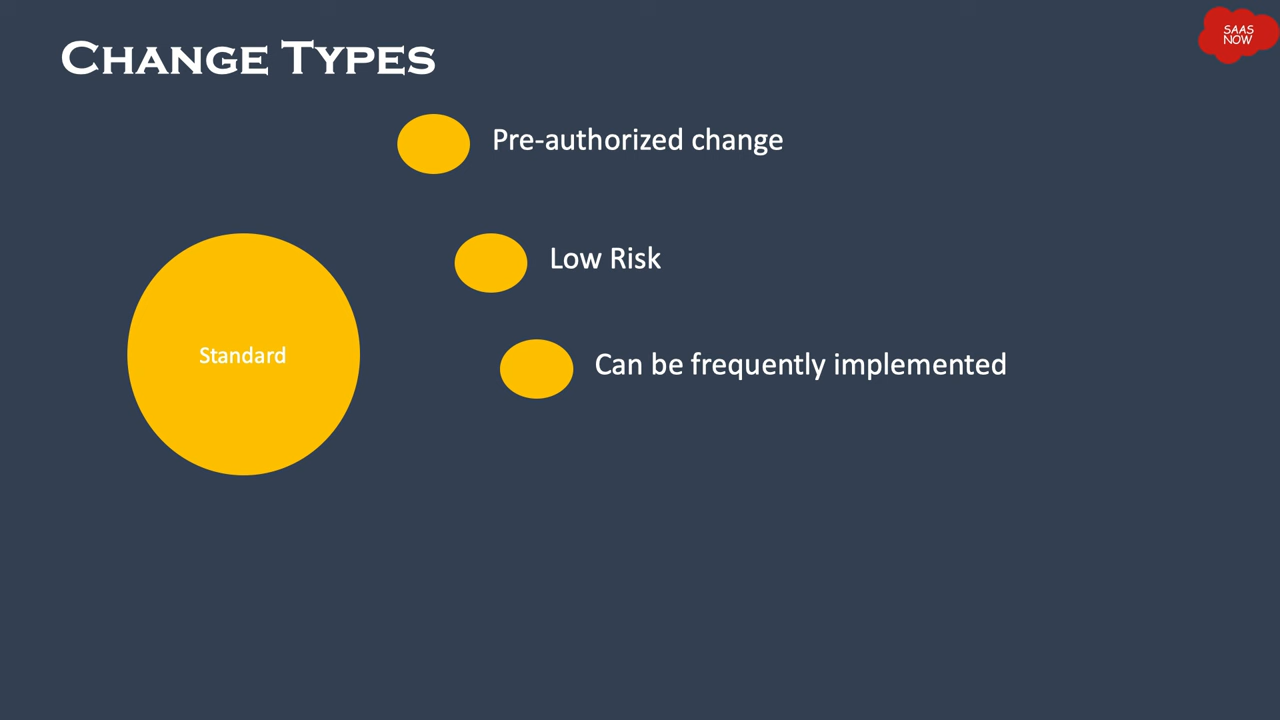 CHANGE TYPES
SAAS
NOW
Pre-authorized change
Low Risk
Can be frequently implemented
Standard